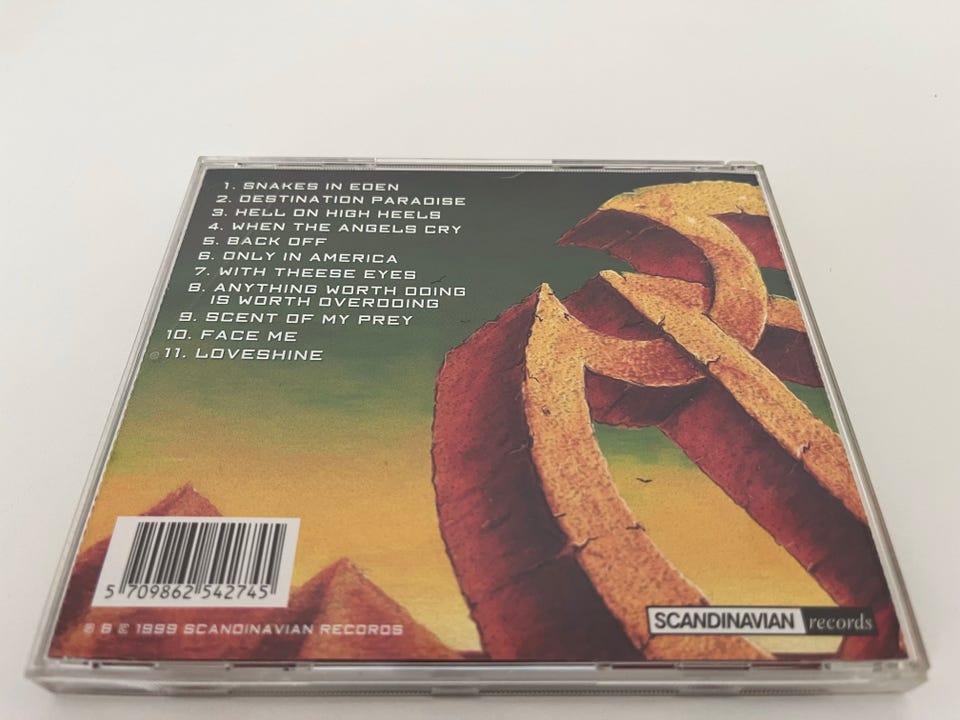 1. SNAKES IN EDEN
2. DESTINATION PARADISE
3. HELL ON HIGH HEELS
4. WHEN THE ANGELS CRY
5. BACK OFF
6. ONLY IN AMERICA
7. WITH THEESE EYES
8. ANYTHING WORTH DOING
IS WORTH OVERDOING
9. SCENT OF MY PREY
10. FACE ME
11. LOVESHINE
5 709862 542745
1999 SCANDINAVIAN RECORDS
SCANDINAVIAN records